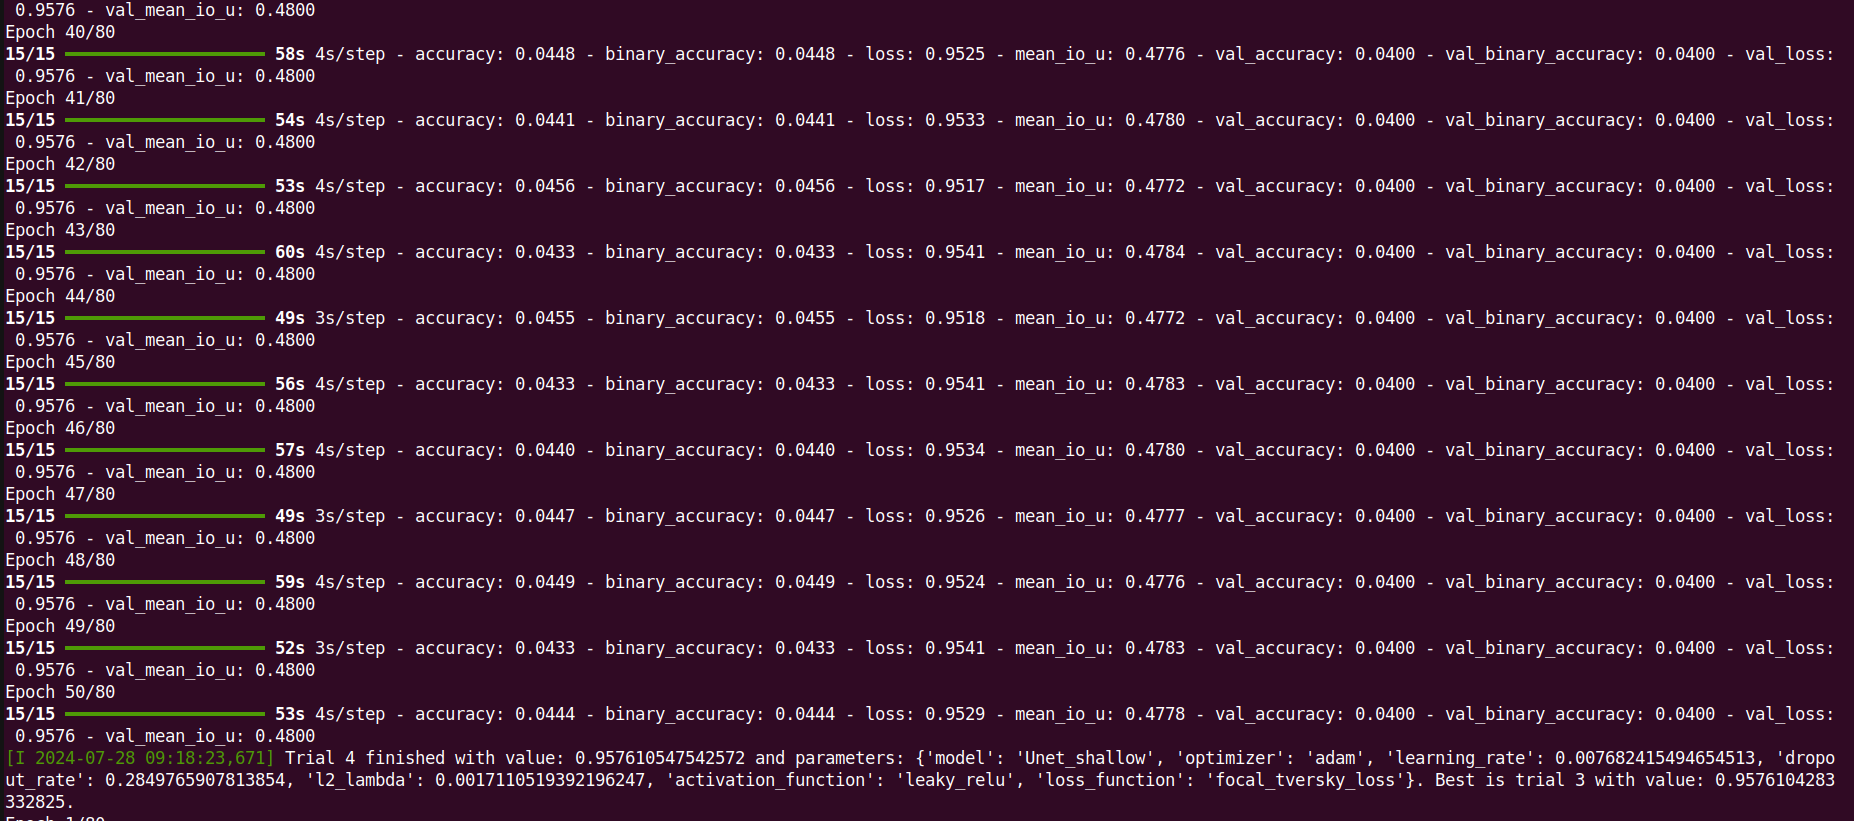 0.9576 - val_mean_io_u: 0.4800
Epoch 40/80
15/15 58s 4s/step - accuracy: 0.0448 - binary_accuracy: 0.0448 - loss: 0.9525 - mean_io_u: 0.4776 - val_accuracy: 0.0400 - val_binary_accuracy: 0.0400 - val_loss:
0.9576 - val_mean_io_u: 0.4800
Epoch 41/80
15/15 54s 4s/step - accuracy: 0.0441 - binary_accuracy: 0.0441 - loss: 0.9533 - mean_io_u: 0.4780 - val_accuracy: 0.0400 - val_binary_accuracy: 0.0400 - val_loss:
0.9576 - val_mean_io_u: 0.4800
Epoch 42/80
15/15 53s 4s/step - accuracy: 0.0456 - binary_accuracy: 0.0456 - loss: 0.9517 - mean_io_u: 0.4772 - val_accuracy: 0.0400 - val_binary_accuracy: 0.0400 - val_loss:
0.9576 - val_mean_io_u: 0.4800
Epoch 43/80
15/15 60s 4s/step - accuracy: 0.0433 - binary_accuracy: 0.0433 - loss: 0.9541 - mean_io_u: 0.4784 - val_accuracy: 0.0400 - val_binary_accuracy: 0.0400 - val_loss:
0.9576 - val_mean_io_u: 0.4800
Epoch 44/80
15/15 49s 3s/step - accuracy: 0.0455 - binary_accuracy: 0.0455 - loss: 0.9518 - mean_io_u: 0.4772 - val_accuracy: 0.0400 - val_binary_accuracy: 0.0400 - val_loss:
0.9576 - val_mean_io_u: 0.4800
Epoch 45/80
15/15 56s 4s/step - accuracy: 0.0433 - binary_accuracy: 0.0433 - loss: 0.9541 - mean_io_u: 0.4783 - val_accuracy: 0.0400 - val_binary_accuracy: 0.0400 - val_loss:
0.9576 - val_mean_io_u: 0.4800
Epoch 46/80
15/15 57s 4s/step - accuracy: 0.0440 - binary_accuracy: 0.0440 - loss: 0.9534 - mean_io_u: 0.4780 - val_accuracy: 0.0400 - val_binary_accuracy: 0.0400 - val_loss:
0.9576 - val_mean_io_u: 0.4800
Epoch 47/80
15/15 49s 3s/step - accuracy: 0.0447 - binary_accuracy: 0.0447 - loss: 0.9526 - mean_io_u: 0.4777 - val_accuracy: 0.0400 - val_binary_accuracy: 0.0400 - val_loss:
0.9576 - val_mean_io_u: 0.4800
Epoch 48/80
15/15 59s 4s/step - accuracy: 0.0449 - binary_accuracy: 0.0449 - loss: 0.9524 - mean_io_u: 0.4776 - val_accuracy: 0.0400 - val_binary_accuracy: 0.0400 - val_loss:
0.9576 - val_mean_io_u: 0.4800
Epoch 49/80
15/15 52s 3s/step - accuracy: 0.0433 - binary_accuracy: 0.0433 - loss: 0.9541 - mean_io_u: 0.4783 - val_accuracy: 0.0400 - val_binary_accuracy: 0.0400 - val_loss:
0.9576 - val_mean_io_u: 0.4800
Epoch 50/80
15/15 53s 4s/step - accuracy: 0.0444 - binary_accuracy: 0.0444 - loss: 0.9529 - mean_io_u: 0.4778 - val_accuracy: 0.0400 - val_binary_accuracy: 0.0400 - val_loss:
0.9576 - val_mean_io_u: 0.4800
[I 2024-07-28 09:18:23,671] Trial 4 finished with value: 0.957610547542572 and parameters: {'model': 'Unet_shallow', 'optimizer': 'adam', 'learning_rate': 0.007682415494654513, 'dropo
ut_rate': 0.2849765907813854, 'l2_lambda': 0.0017110519392196247, 'activation_function': 'leaky_relu', 'loss_function': 'focal_tversky_loss'}. Best is trial 3 with value: 0.9576104283
332825.
Epoch 1/80